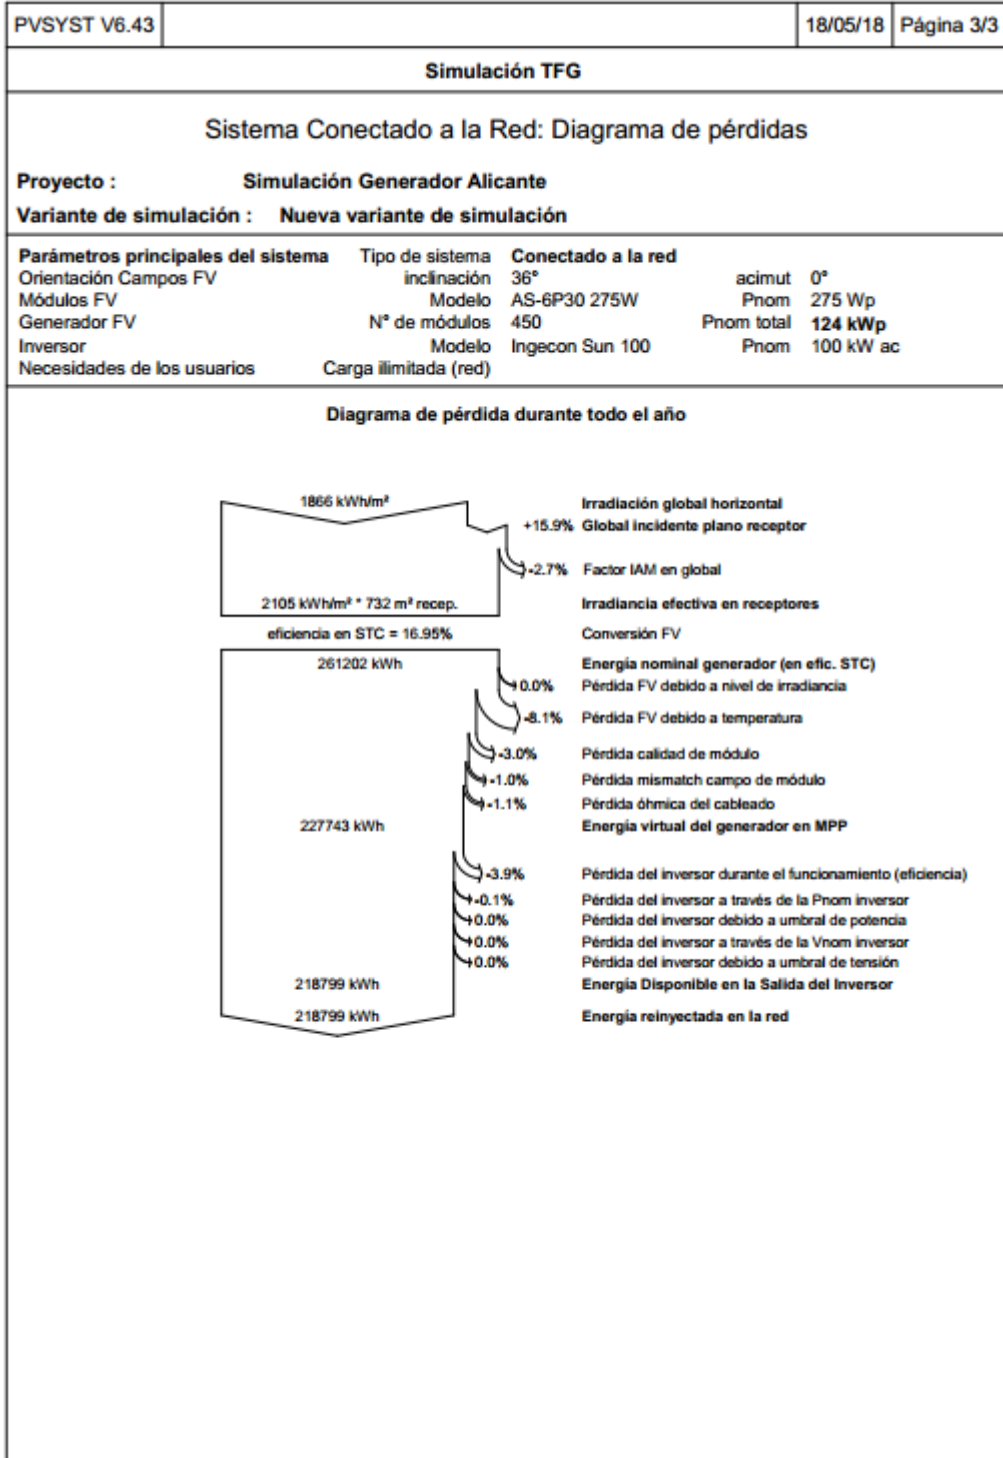 PVSYST V6.43 18/05/18 Página 3/3
Simulación TFG
Sistema Conectado a la Red: Diagrama de pérdidas
Proyecto : Simulación Generador Alicante
Variante de simulación : Nueva variante de simulación
Parámetros principales del sistema Tipo de sistema Conectado a la red
Orientación Campos FV inclinación 36° acimut 0°
Módulos FV Modelo AS-6P30 275W Pnom 275 Wp
Generador FV N° de módulos 450 Pnom total 124 kWp
Inversor Modelo Ingecon Sun 100 Pnom 100 kW ac
Necesidades de los usuarios Carga ilimitada (red)
Diagrama de pérdida durante todo el año
1866 kWh/m² Irradiación global horizontal
+15.9% Global incidente plano receptor
-2.7% Factor IAM en global
2105 kWh/m² * 732 m² recep. Irradiancia efectiva en receptores
eficiencia en STC = 16.95% Conversión FV
261202 kWh Energía nominal generador (en efic. STC)
0.0% Pérdida FV debido a nivel de irradiancia
-8.1% Pérdida FV debido a temperatura
-3.0% Pérdida calidad de módulo
-1.0% Pérdida mismatch campo de módulo
-1.1% Pérdida óhmica del cableado
227743 kWh Energía virtual del generador en MPP
-3.9% Pérdida del inversor durante el funcionamiento (eficiencia)
-0.1% Pérdida del inversor a través de la Pnom inversor
0.0% Pérdida del inversor debido a umbral de potencia
0.0% Pérdida del inversor a través de la Vnom inversor
0.0% Pérdida del inversor debido a umbral de tensión
218799 kWh Energía Disponible en la Salida del Inversor
218799 kWh Energía reinyectada en la red